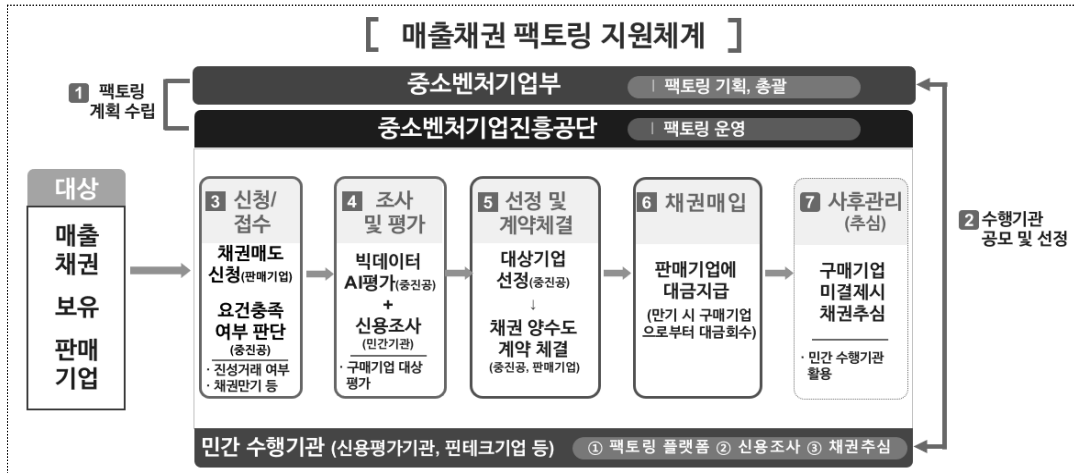 [ 매출채권 팩토링 지원체계 ]
1 팩토링
계획 수립
중소벤처기업부 | 팩토링 기획, 총괄
중소벤처기업진흥공단 | 팩토링 운영
2 수행기관
공모 및 선정
대상
매출
채권
보유
판매
기업
3 신청/
접수
채권매도
신청(판매기업)
요건충족
여부 판단
(중진공)
· 진성거래 여부
· 채권만기 등
4 조사
및 평가
빅데이터
AI평가(중진공)
+
신용조사
(민간기관)
· 구매기업 대상
평가
5 선정 및
계약체결
대상기업
선정(중진공)
↓
채권 양수도
계약 체결
(중진공, 판매기업)
6 채권매입
판매기업에
대금지급
(만기 시 구매기업
으로부터 대금회수)
7 사후관리
(추심)
구매기업
미결제시
채권추심
· 민간 수행기관
활용
민간 수행기관 (신용평가기관, 핀테크기업 등) ① 팩토링 플랫폼 ② 신용조사 ③ 채권추심